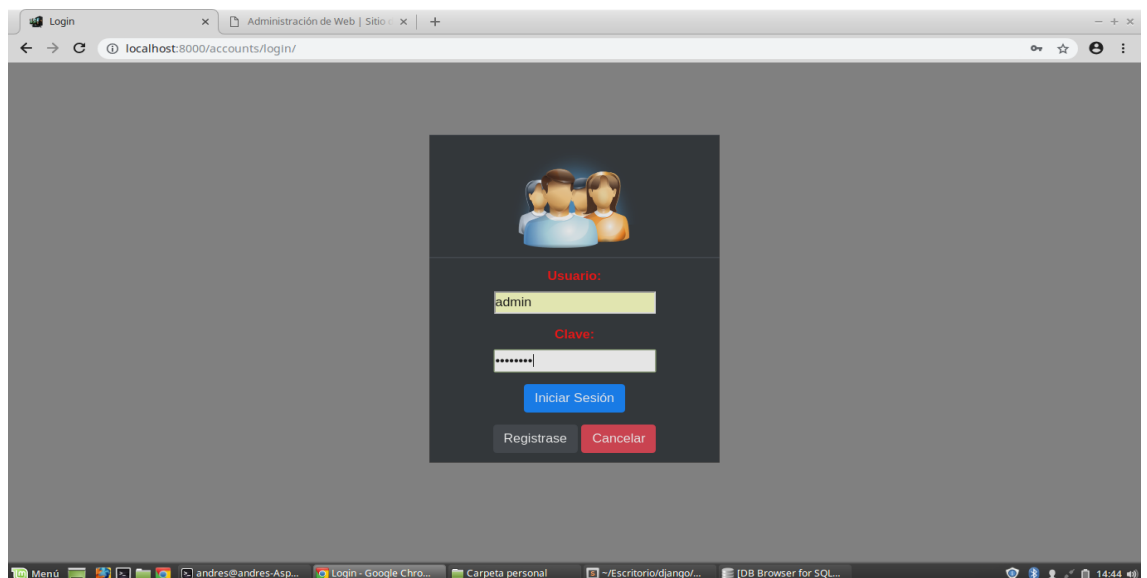 Login
Administración de Web | Sitio
localhost:8000/accounts/login/
Usuario:
admin
Clave:
••••••••
Iniciar Sesión
Registrase Cancelar
Menú
andres@andres-Asp...
Login - Google Chro...
Carpeta personal
~/Escritorio/django/...
[DB Browser for SQL...
14:44